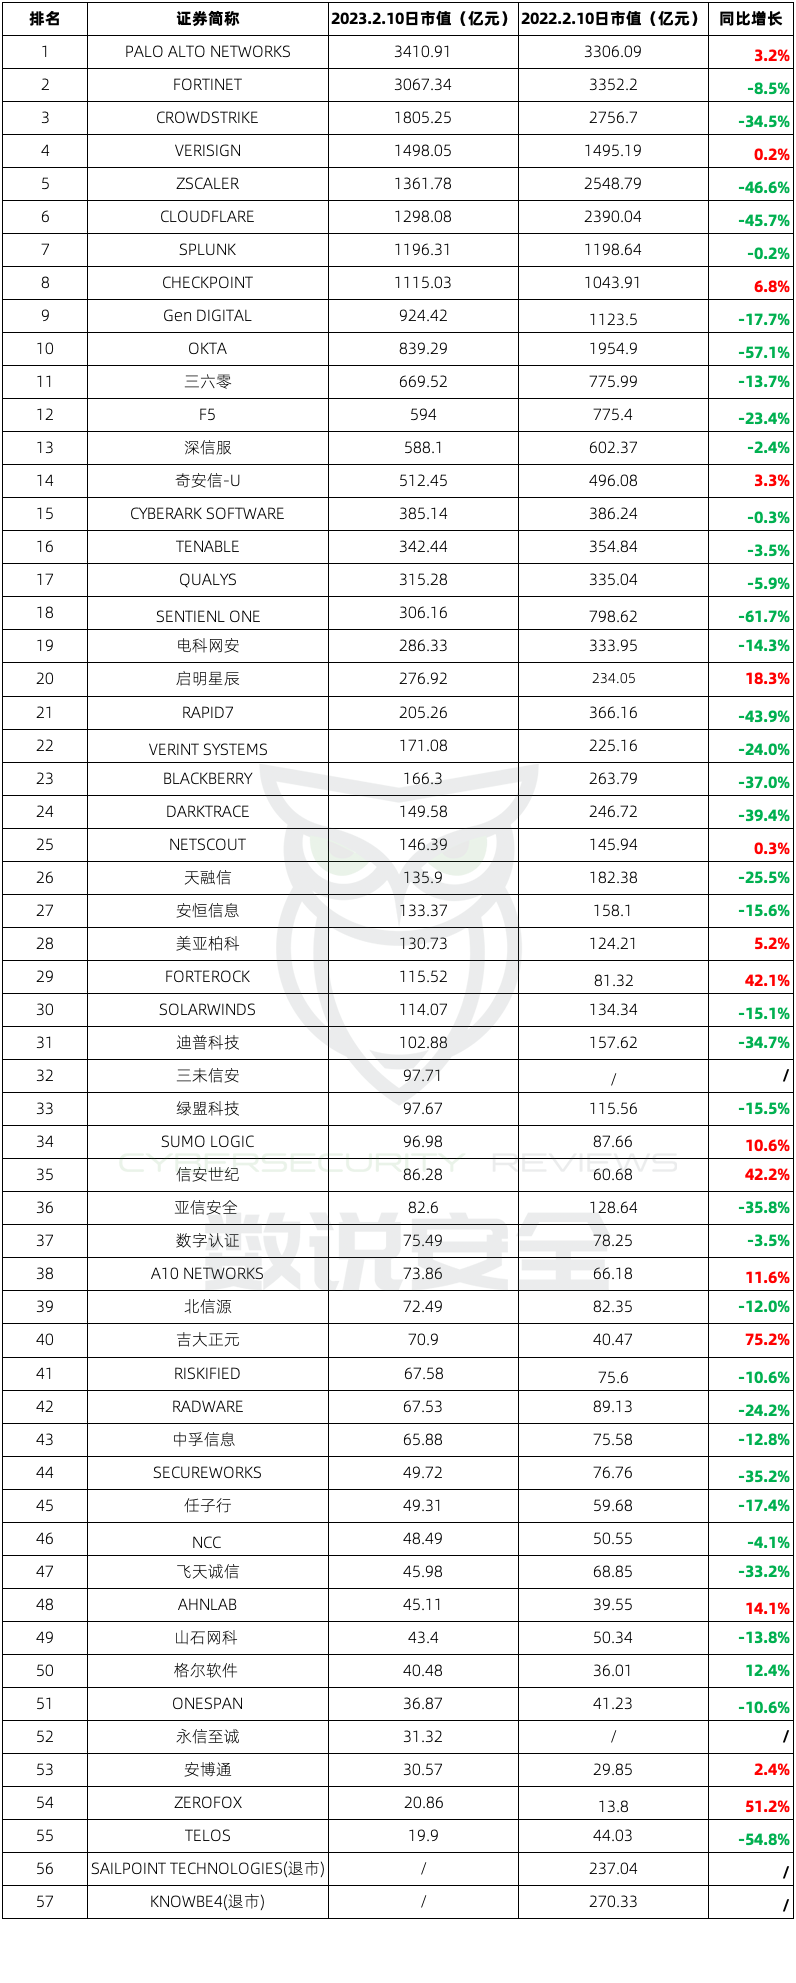 排名 证券简称 2023.2.10日市值（亿元） 2022.2.10日市值（亿元） 同比增长
1 PALO ALTO NETWORKS 3410.91 3306.09 3.2%
2 FORTINET 3067.34 3352.2 -8.5%
3 CROWDSTRIKE 1805.25 2756.7 -34.5%
4 VERISIGN 1498.05 1495.19 0.2%
5 ZSCALER 1361.78 2548.79 -46.6%
6 CLOUDFLARE 1298.08 2390.04 -45.7%
7 SPLUNK 1196.31 1198.64 -0.2%
8 CHECKPOINT 1115.03 1043.91 6.8%
9 Gen DIGITAL 924.42 1123.5 -17.7%
10 OKTA 839.29 1954.9 -57.1%
11 三六零 669.52 775.99 -13.7%
12 F5 594 775.4 -23.4%
13 深信服 588.1 602.37 -2.4%
14 奇安信-U 512.45 496.08 3.3%
15 CYBERARK SOFTWARE 385.14 386.24 -0.3%
16 TENABLE 342.44 354.84 -3.5%
17 QUALYS 315.28 335.04 -5.9%
18 SENTIENL ONE 306.16 798.62 -61.7%
19 电科网安 286.33 333.95 -14.3%
20 启明星辰 276.92 234.05 18.3%
21 RAPID7 205.26 366.16 -43.9%
22 VERINT SYSTEMS 171.08 225.16 -24.0%
23 BLACKBERRY 166.3 263.79 -37.0%
24 DARKTRACE 149.58 246.72 -39.4%
25 NETSCOUT 146.39 145.94 0.3%
26 天融信 135.9 182.38 -25.5%
27 安恒信息 133.37 158.1 -15.6%
28 美亚柏科 130.73 124.21 5.2%
29 FORTEROCK 115.52 81.32 42.1%
30 SOLARWINDS 114.07 134.34 -15.1%
31 迪普科技 102.88 157.62 -34.7%
32 三未信安 97.71 / /
33 绿盟科技 97.67 115.56 -15.5%
34 SUMO LOGIC 96.98 87.66 10.6%
CYBERSECURITY REVIEWS
35 信安世纪 86.28 60.68 42.2%
36 亚信安全 82.6 128.64 -35.8%
数说安全
37 数字认证 75.49 78.25 -3.5%
38 A10 NETWORKS 73.86 66.18 11.6%
39 北信源 72.49 82.35 -12.0%
40 吉大正元 70.9 40.47 75.2%
41 RISKIFIED 67.58 75.6 -10.6%
42 RADWARE 67.53 89.13 -24.2%
43 中孚信息 65.88 75.58 -12.8%
44 SECUREWORKS 49.72 76.76 -35.2%
45 任子行 49.31 59.68 -17.4%
46 NCC 48.49 50.55 -4.1%
47 飞天诚信 45.98 68.85 -33.2%
48 AHNLAB 45.11 39.55 14.1%
49 山石网科 43.4 50.34 -13.8%
50 格尔软件 40.48 36.01 12.4%
51 ONESPAN 36.87 41.23 -10.6%
52 永信至诚 31.32 / /
53 安博通 30.57 29.85 2.4%
54 ZEROFOX 20.86 13.8 51.2%
55 TELOS 19.9 44.03 -54.8%
56 SAILPOINT TECHNOLOGIES(退市) / 237.04 /
57 KNOWBE4(退市) / 270.33 /